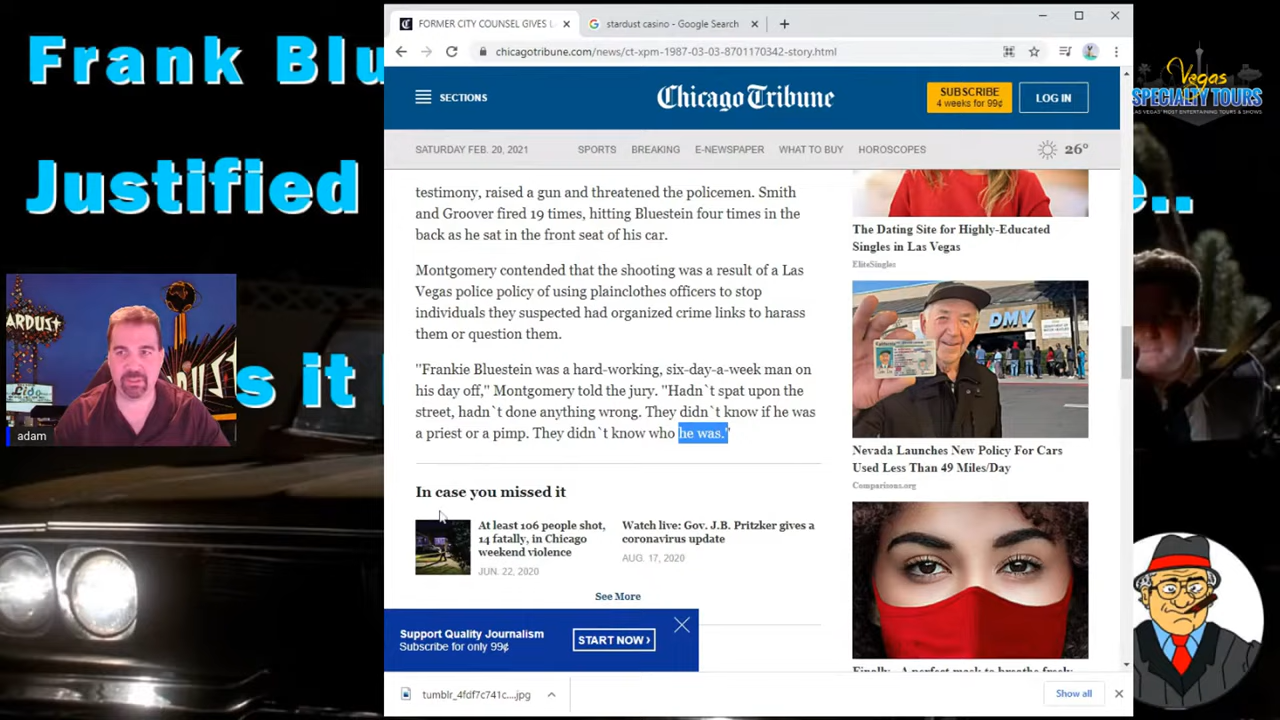 Frank Blu
Justified
e..
s it
ARDUST
adam
FORMER CITY COUNSEL GIVES L
stardust casino - Google Search
chicagotribune.com/news/ct-xpm-1987-03-03-8701170342-story.html
Vegas
SPECIALTY TOURS
LAS VEGAS' MOST ENTERTAINING TOURS & SHOWS
SECTIONS
Chicago Tribune
SUBSCRIBE
4 weeks for 99¢
LOG IN
SATURDAY FEB. 20, 2021
SPORTS
BREAKING
E-NEWSPAPER
WHAT TO BUY
HOROSCOPES
26°
testimony, raised a gun and threatened the policemen. Smith
and Groover fired 19 times, hitting Bluestein four times in the
back as he sat in the front seat of his car.
Montgomery contended that the shooting was a result of a Las
Vegas police policy of using plainclothes officers to stop
individuals they suspected had organized crime links to harass
them or question them.
''Frankie Bluestein was a hard-working, six-day-a-week man on
his day off,'' Montgomery told the jury. ''Hadn`t spat upon the
street, hadn`t done anything wrong. They didn`t know if he was
a priest or a pimp. They didn`t know who he was.''
In case you missed it
At least 106 people shot,
14 fatally, in Chicago
weekend violence
JUN. 22, 2020
Watch live: Gov. J.B. Pritzker gives a
coronavirus update
AUG. 17, 2020
See More
Support Quality Journalism
Subscribe for only 99¢
START NOW ›
The Dating Site for Highly-Educated
Singles in Las Vegas
EliteSingles
DMV
Nevada Launches New Policy For Cars
Used Less Than 49 Miles/Day
Comparisons.org
Finally - A perfect mask to breathe freely
tumblr_4fdf7c741c....jpg
Show all